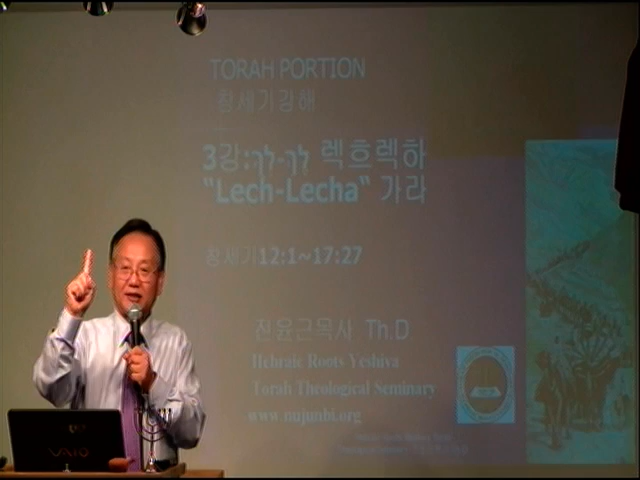 TORAH PORTION
창세기강해
3강:לך-לך 렉흐렉하
"Lech-Lecha" 가라
창세기12:1~17:27
진윤근목사 Th.D
Hebraic Roots Yeshiva
Torah Theological Seminary
www.nujunbi.org
VAIO